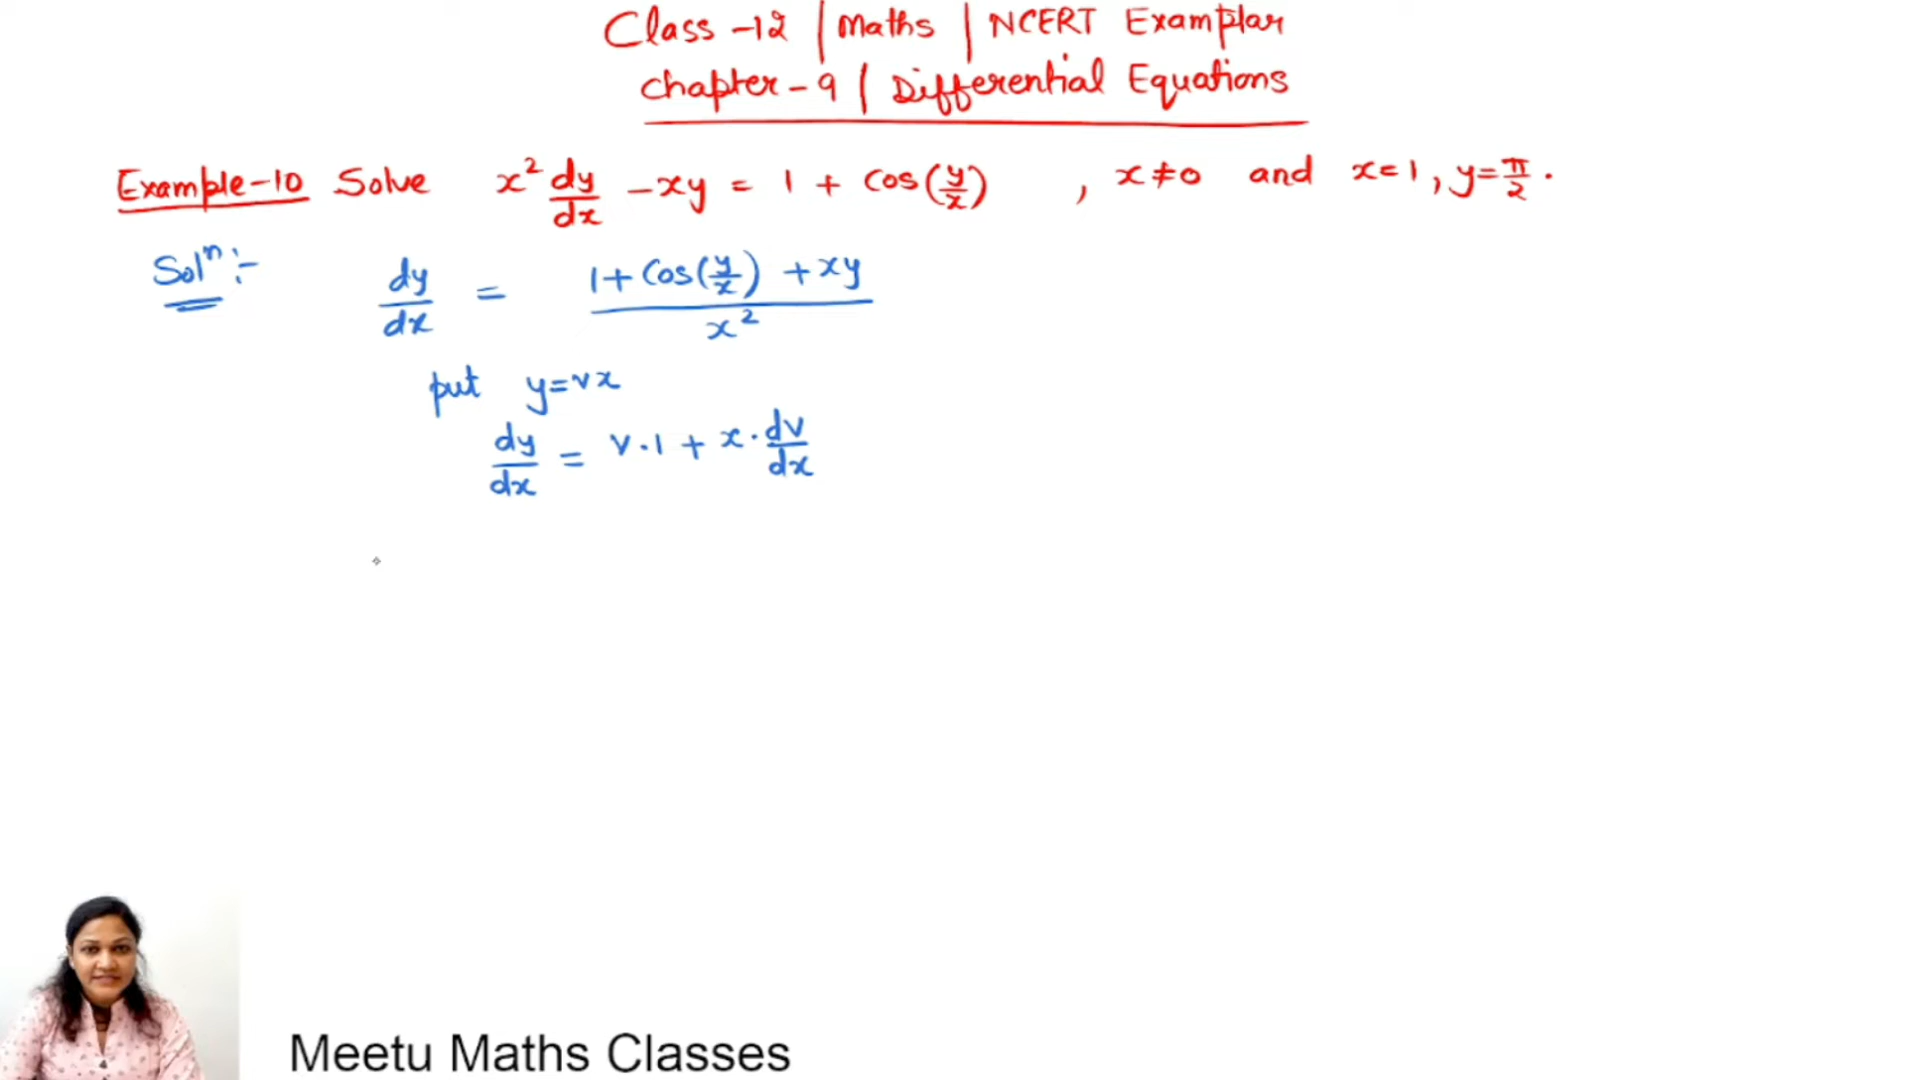 Class -12 | Maths | NCERT Examplar
Chapter - 9 | Differential Equations
Example-10 Solve x² dy/dx - xy = 1 + cos(y/x) , x≠0 and x=1, y=π/2 .
Solⁿ:- dy/dx = (1+ Cos(y/x) + xy)/x²
put y=vx
dy/dx = v·1 + x·dv/dx
Meetu Maths Classes